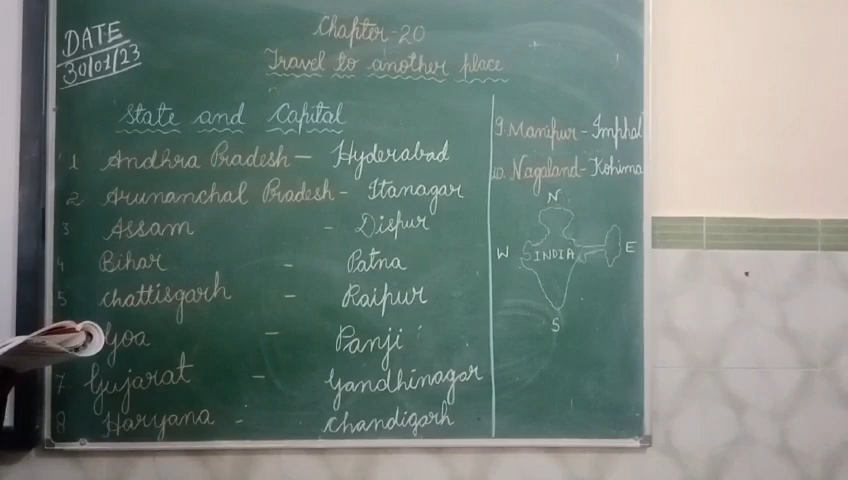 DATE
30/01/23
Chapter-20
Travel to another place
State and Capital
1 Andhra Pradesh - Hyderabad
2 Arunanchal Pradesh - Itanagar
3 Assam - Dispur
4 Bihar - Patna
5 Chattisgarh - Raipur
Goa - Panji
7 Gujarat - Gandhinagar
8 Haryana - Chandigarh
9 Manipur - Imphal
10. Nagaland - Kohima
N
W INDIA E
S